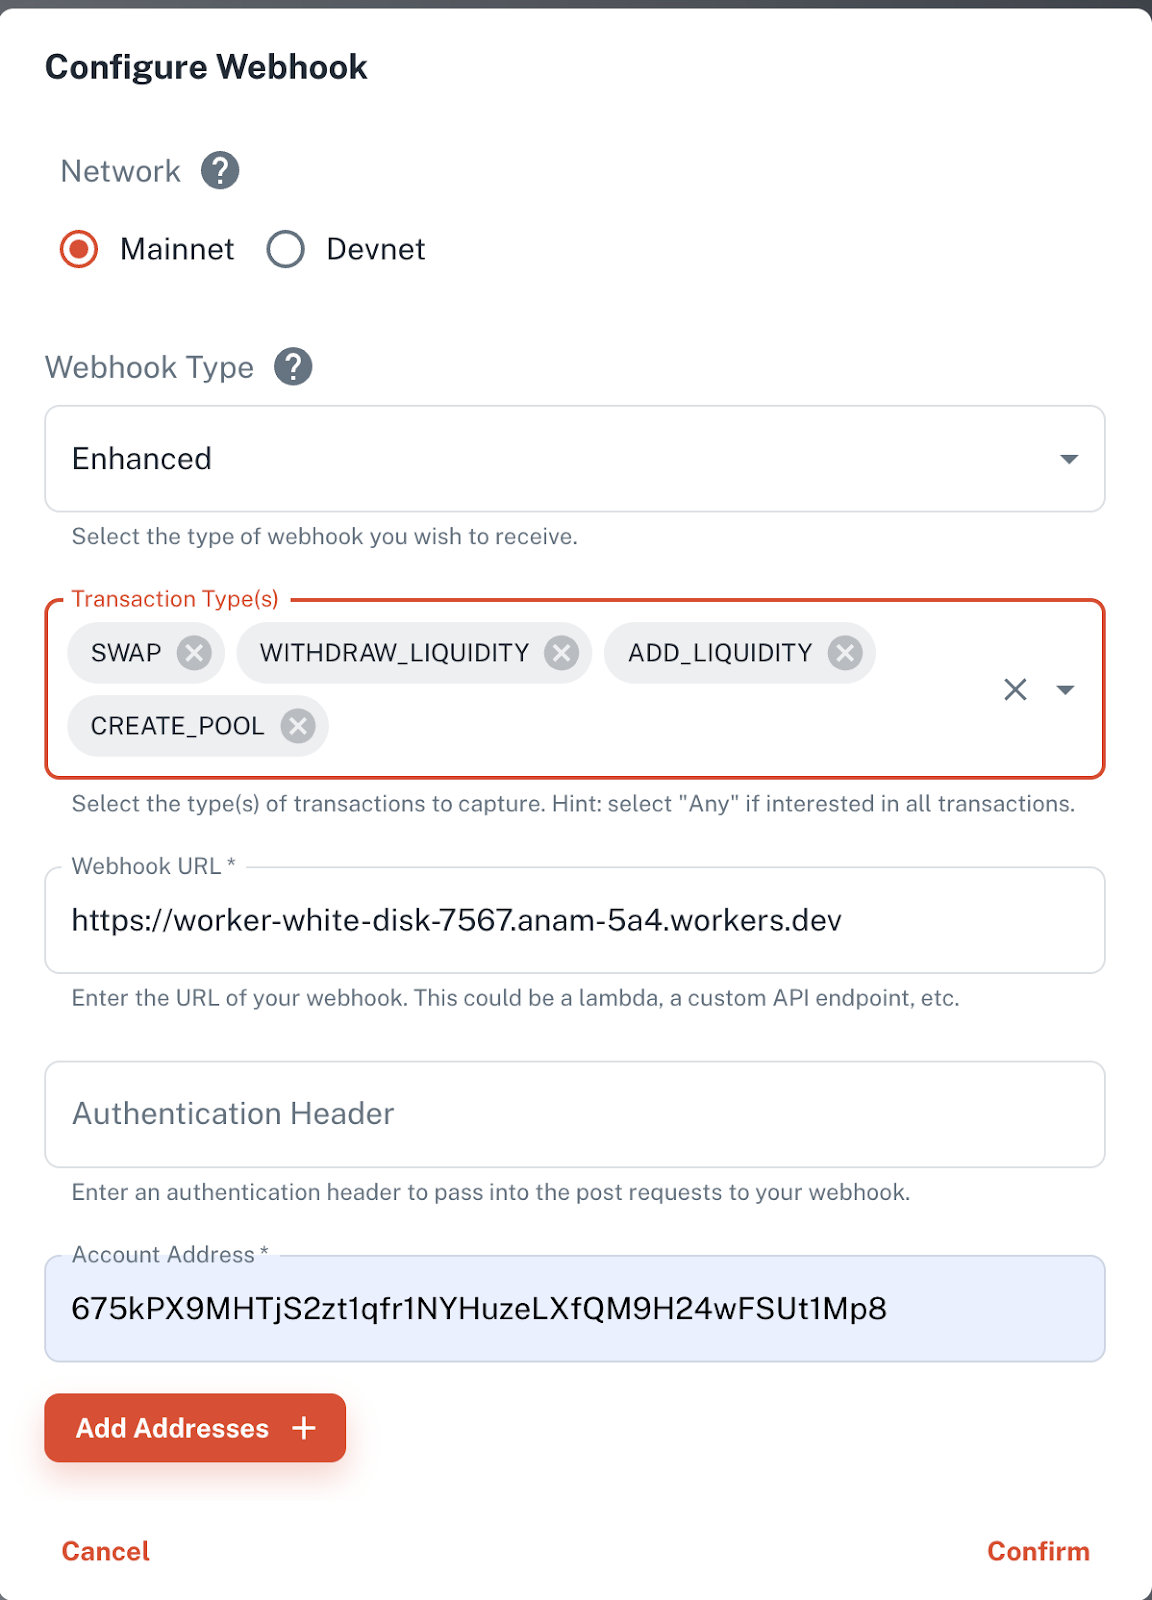 Configure Webhook
Network ?
Mainnet Devnet
Webhook Type ?
Enhanced
Select the type of webhook you wish to receive.
Transaction Type(s)
SWAP WITHDRAW_LIQUIDITY ADD_LIQUIDITY
CREATE_POOL
Select the type(s) of transactions to capture. Hint: select "Any" if interested in all transactions.
Webhook URL *
https://worker-white-disk-7567.anam-5a4.workers.dev
Enter the URL of your webhook. This could be a lambda, a custom API endpoint, etc.
Authentication Header
Enter an authentication header to pass into the post requests to your webhook.
Account Address *
675kPX9MHTjS2zt1qfr1NYHuzeLXfQM9H24wFSUt1Mp8
Add Addresses +
Cancel Confirm